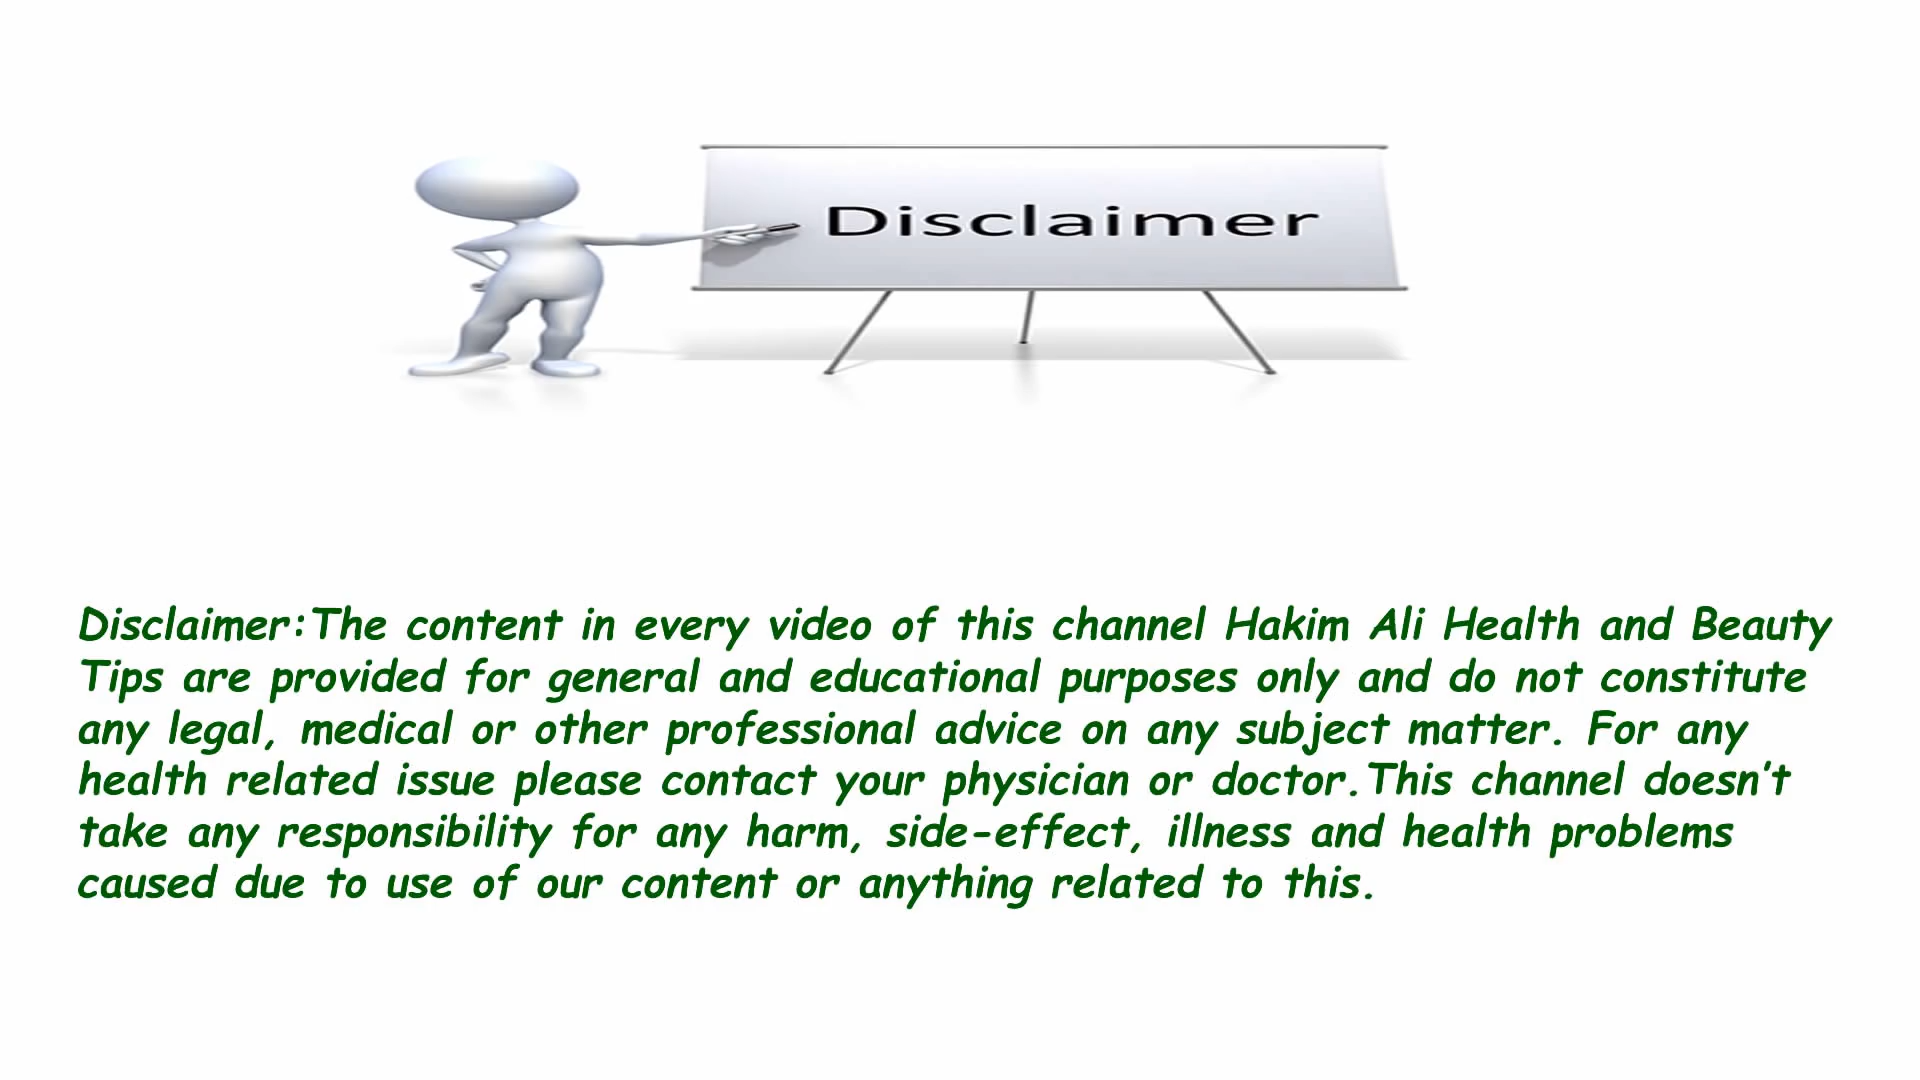 Disclaimer
Disclaimer:The content in every video of this channel Hakim Ali Health and Beauty
Tips are provided for general and educational purposes only and do not constitute
any legal, medical or other professional advice on any subject matter. For any
health related issue please contact your physician or doctor.This channel doesn't
take any responsibility for any harm, side-effect, illness and health problems
caused due to use of our content or anything related to this.